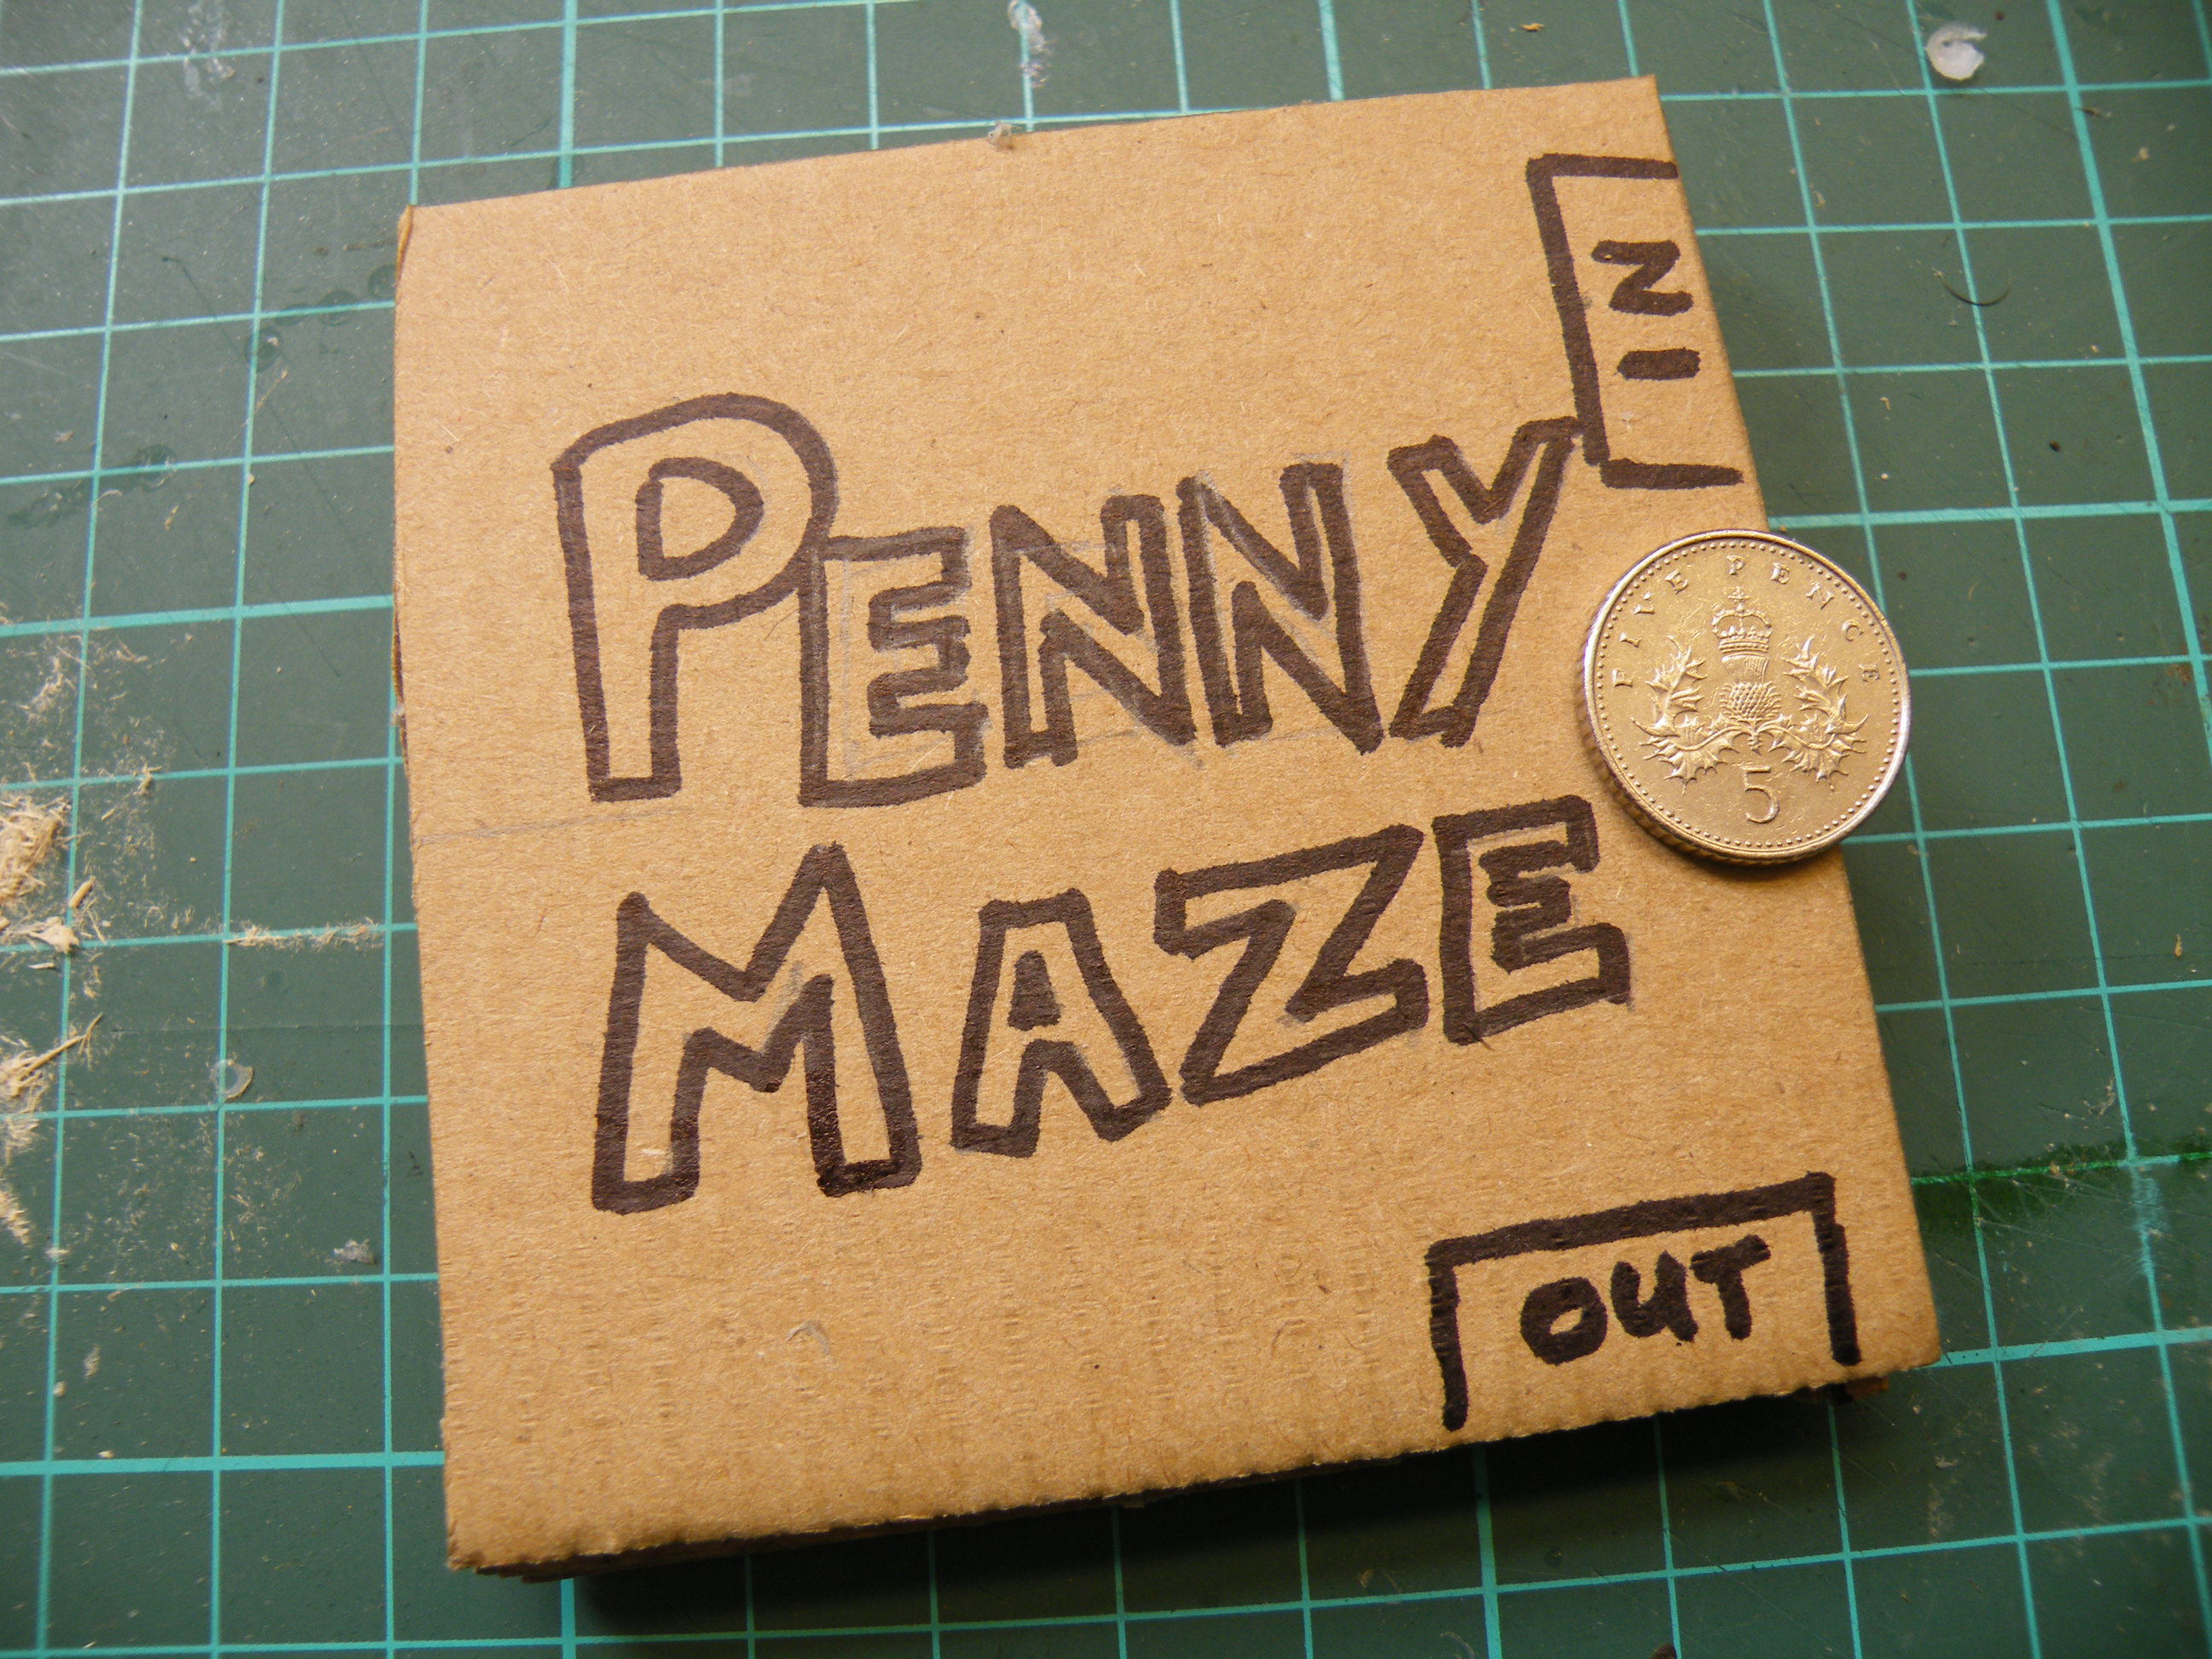 IN
PENNY
MAZE
FIVE PENCE
5
OUT